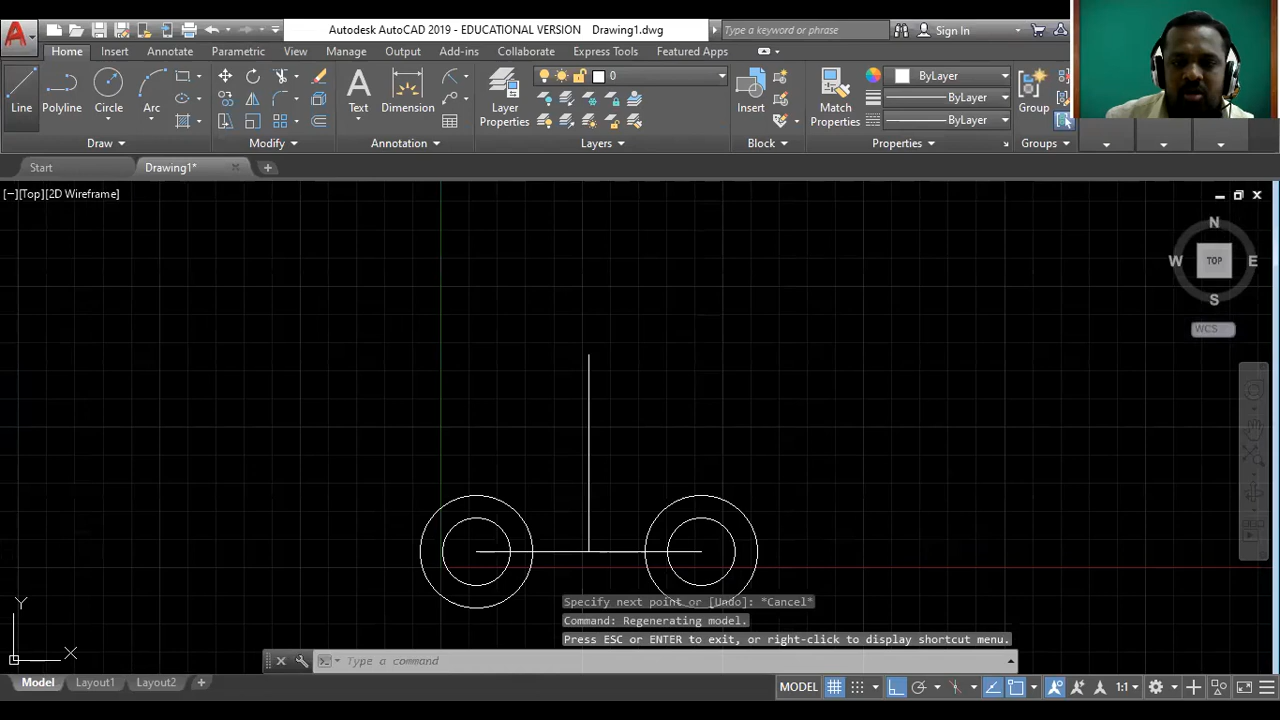 Autodesk AutoCAD 2019 - EDUCATIONAL VERSION Drawing1.dwg
Type a keyword or phrase
Sign In
Home Insert Annotate Parametric View Manage Output Add-ins Collaborate Express Tools Featured Apps
0
ByLayer
ByLayer
ByLayer
Line Polyline Circle Arc Text Dimension Layer Properties Insert Match Properties Group
Draw Modify Annotation Layers Block Properties Groups
Start Drawing1*
[−][Top][2D Wireframe]
N
W TOP E
S
WCS
Specify next point or [Undo]: *Cancel*
Command: Regenerating model.
Press ESC or ENTER to exit, or right-click to display shortcut menu.
Y
X
Type a command
Model Layout1 Layout2 MODEL 1:1